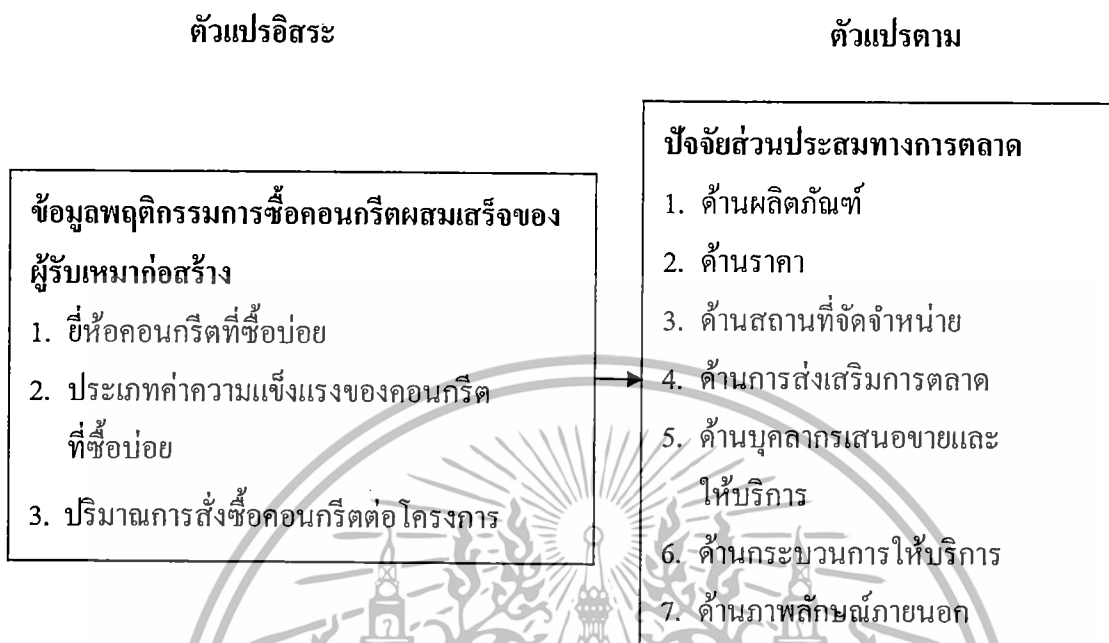 ตัวแปรอิสระ
ตัวแปรตาม
ข้อมูลพฤติกรรมการซื้อคอนกรีตผสมเสร็จของ
ผู้รับเหมาก่อสร้าง
1. ยี่ห้อคอนกรีตที่ซื้อบ่อย
2. ประเภทค่าความแข็งแรงของคอนกรีต
ที่ซื้อบ่อย
3. ปริมาณการสั่งซื้อคอนกรีตต่อโครงการ
ปัจจัยส่วนประสมทางการตลาด
1. ด้านผลิตภัณฑ์
2. ด้านราคา
3. ด้านสถานที่จัดจำหน่าย
4. ด้านการส่งเสริมการตลาด
5. ด้านบุคลากรเสนอขายและ
ให้บริการ
6. ด้านกระบวนการให้บริการ
7. ด้านภาพลักษณ์ภายนอก